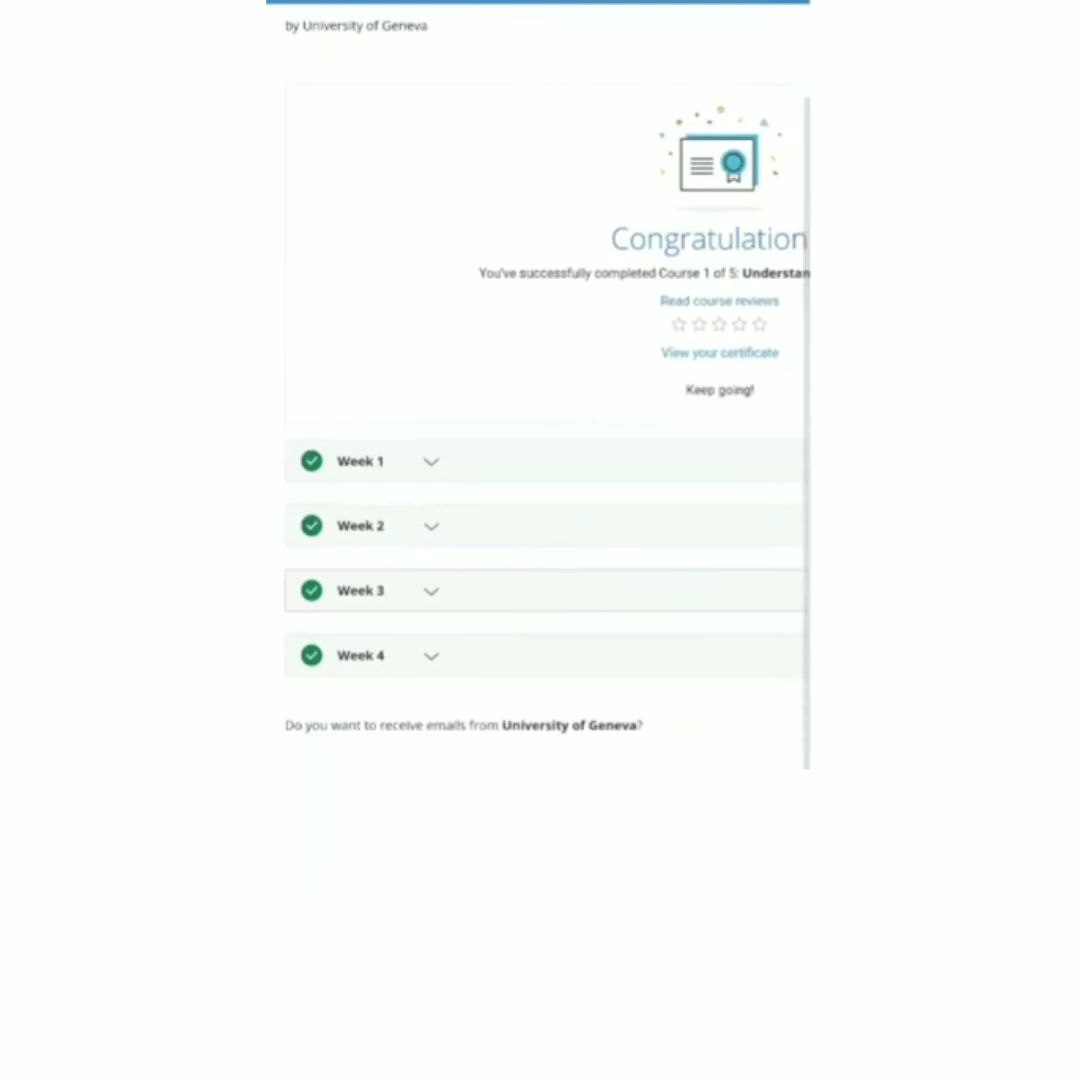 by University of Geneva
Congratulation
You've successfully completed Course 1 of 5: Understan
Read course reviews
View your certificate
Keep going!
Week 1
Week 2
Week 3
Week 4
Do you want to receive emails from University of Geneva?